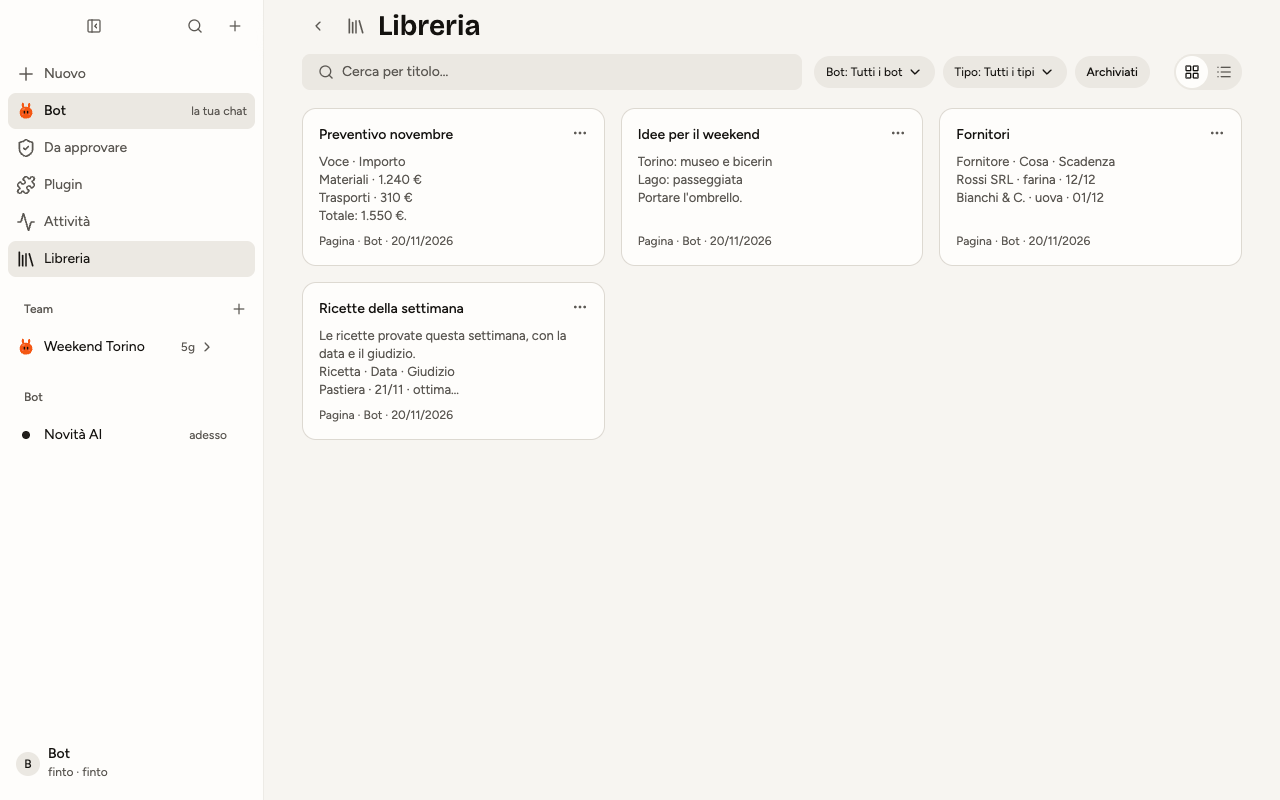 Nuovo
Bot la tua chat
Da approvare
Plugin
Attività
Libreria
Team
Weekend Torino 5g
Bot
Novità AI adesso
B
Bot
finto · finto
Libreria
Cerca per titolo...
Bot: Tutti i bot
Tipo: Tutti i tipi
Archiviati
Preventivo novembre
Voce · Importo
Materiali · 1.240 €
Trasporti · 310 €
Totale: 1.550 €.
Pagina · Bot · 20/11/2026
Idee per il weekend
Torino: museo e bicerin
Lago: passeggiata
Portare l'ombrello.
Pagina · Bot · 20/11/2026
Fornitori
Fornitore · Cosa · Scadenza
Rossi SRL · farina · 12/12
Bianchi & C. · uova · 01/12
Pagina · Bot · 20/11/2026
Ricette della settimana
Le ricette provate questa settimana, con la
data e il giudizio.
Ricetta · Data · Giudizio
Pastiera · 21/11 · ottima...
Pagina · Bot · 20/11/2026